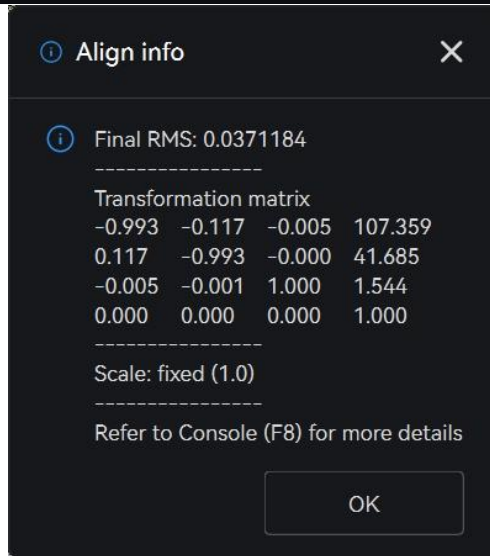 Align info
Final RMS: 0.0371184
----------------
Transformation matrix
-0.993 -0.117 -0.005 107.359
0.117 -0.993 -0.000 41.685
-0.005 -0.001 1.000 1.544
0.000 0.000 0.000 1.000
----------------
Scale: fixed (1.0)
----------------
Refer to Console (F8) for more details
OK